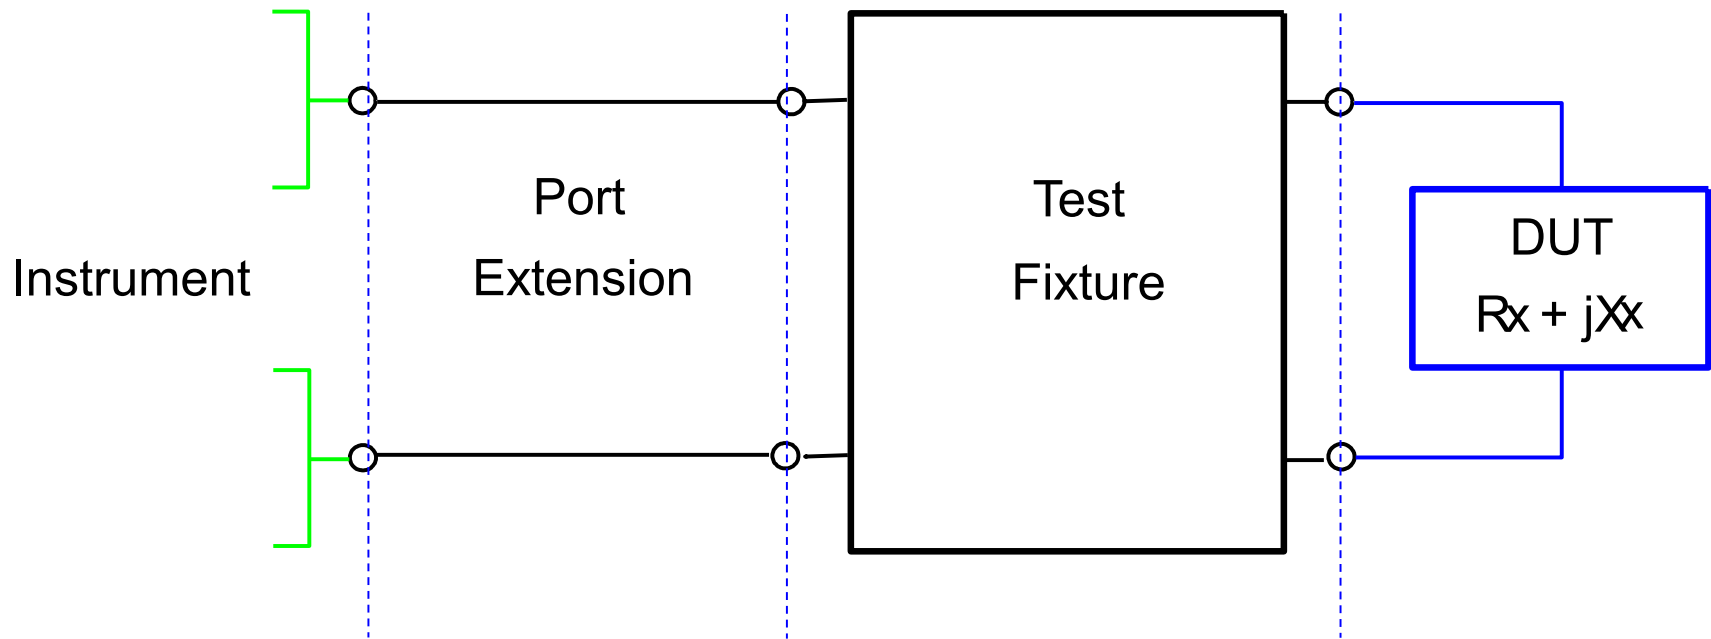 Instrument
Port
Extension
Test
Fixture
DUT
Rx + jXx